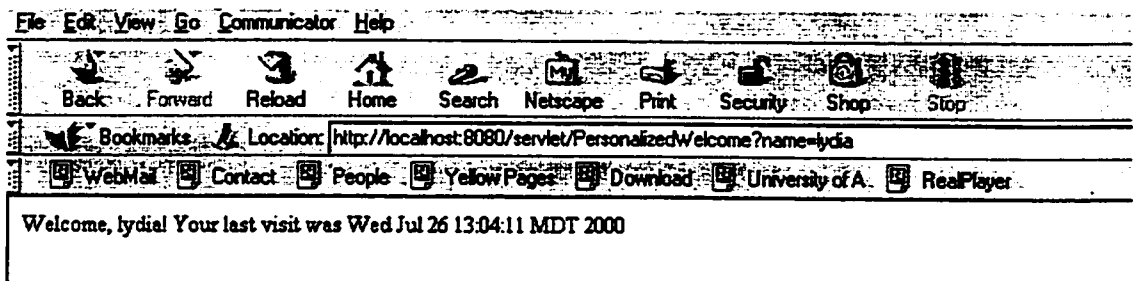 File Edit View Go Communicator Help
Back Forward Reload Home Search Netscape Print Security Shop Stop
Bookmarks Location: http://localhost:8080/servlet/PersonalizedWelcome?name=lydia
WebMail Contact People Yellow Pages Download University of A RealPlayer
Welcome, lydia! Your last visit was Wed Jul 26 13:04:11 MDT 2000